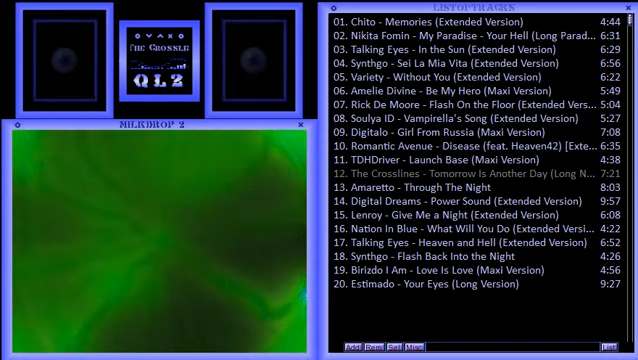 LISTOFTRACKS
THE CROSSLE
QL2
MILKDROP 2
01. Chito - Memories (Extended Version) 4:44
02. Nikita Fomin - My Paradise - Your Hell (Long Parad... 6:31
03. Talking Eyes - In the Sun (Extended Version) 6:29
04. Synthgo - Sei La Mia Vita (Extended Version) 6:56
05. Variety - Without You (Extended Version) 6:22
06. Amelie Divine - Be My Hero (Maxi Version) 5:49
07. Rick De Moore - Flash On the Floor (Extended Vers... 5:04
08. Soulya ID - Vampirella's Song (Extended Version) 5:27
09. Digitalo - Girl From Russia (Maxi Version) 7:08
10. Romantic Avenue - Disease (feat. Heaven42) [Exte... 6:35
11. TDHDriver - Launch Base (Maxi Version) 4:38
12. The Crosslines - Tomorrow Is Another Day (Long N... 7:21
13. Amaretto - Through The Night 8:03
14. Digital Dreams - Power Sound (Extended Version) 9:57
15. Lenroy - Give Me a Night (Extended Version) 6:08
16. Nation In Blue - What Will You Do (Extended Versi... 4:22
17. Talking Eyes - Heaven and Hell (Extended Version) 6:52
18. Synthgo - Flash Back Into the Night 4:26
19. Birizdo I Am - Love Is Love (Maxi Version) 4:56
20. Estimado - Your Eyes (Long Version) 9:27
Add Rem Sel Misc List